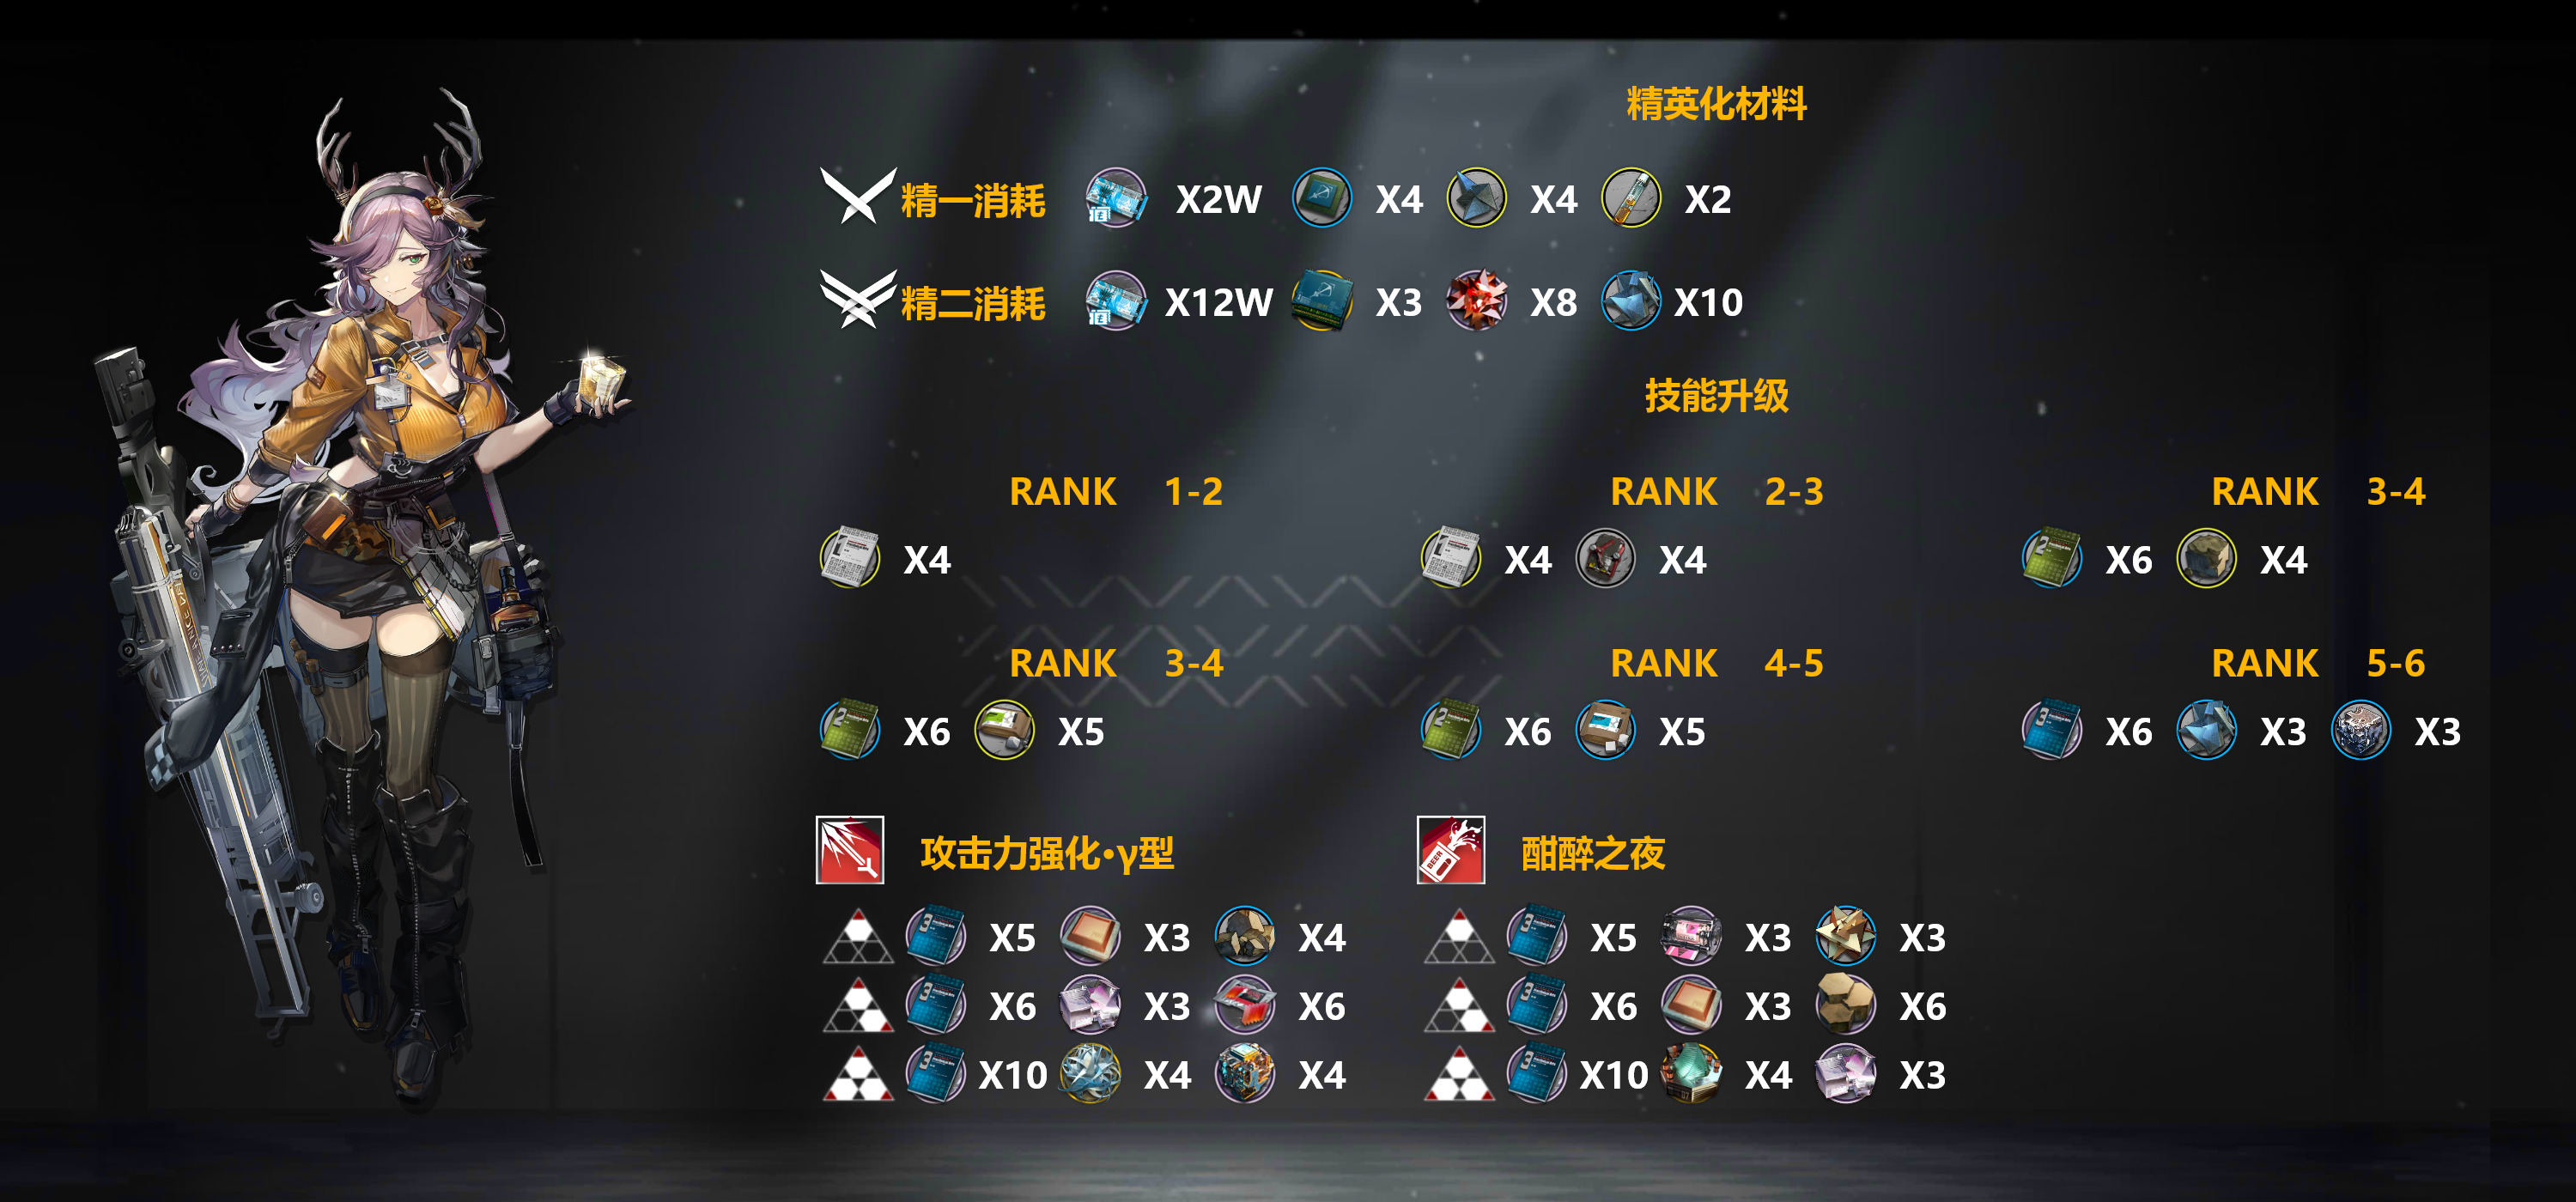 精英化材料
精一消耗 X2W X4 X4 X2
精二消耗 X12W X3 X8 X10
技能升级
RANK 1-2 RANK 2-3 RANK 3-4
X4 X4 X4 X6 X4
RANK 3-4 RANK 4-5 RANK 5-6
X6 X5 X6 X5 X6 X3 X3
攻击力强化·γ型 BEER 酣醉之夜
X5 X3 X4 X5 X3 X3
X6 X3 X6 X6 X3 X6
X10 X4 X4 X10 X4 X3